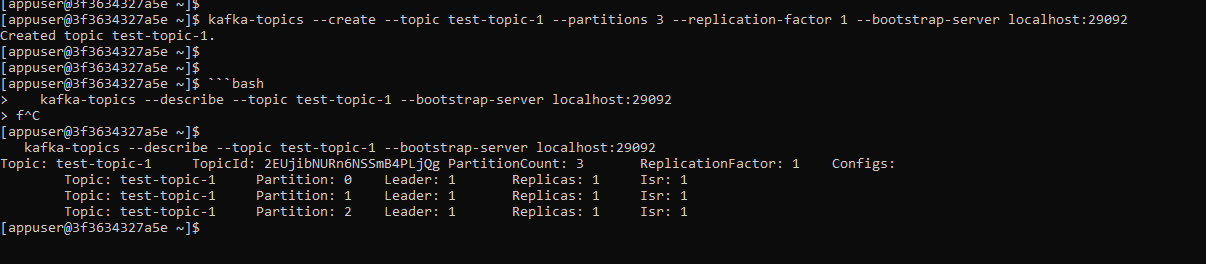 [appuser@3f3634327a5e ~]$
[appuser@3f3634327a5e ~]$ kafka-topics --create --topic test-topic-1 --partitions 3 --replication-factor 1 --bootstrap-server localhost:29092
Created topic test-topic-1.
[appuser@3f3634327a5e ~]$
[appuser@3f3634327a5e ~]$
[appuser@3f3634327a5e ~]$ ```bash
>    kafka-topics --describe --topic test-topic-1 --bootstrap-server localhost:29092
> f^C
[appuser@3f3634327a5e ~]$
   kafka-topics --describe --topic test-topic-1 --bootstrap-server localhost:29092
Topic: test-topic-1     TopicId: 2EUjibNURn6NSSmB4PLjQg PartitionCount: 3       ReplicationFactor: 1    Configs:
        Topic: test-topic-1     Partition: 0    Leader: 1       Replicas: 1     Isr: 1
        Topic: test-topic-1     Partition: 1    Leader: 1       Replicas: 1     Isr: 1
        Topic: test-topic-1     Partition: 2    Leader: 1       Replicas: 1     Isr: 1
[appuser@3f3634327a5e ~]$